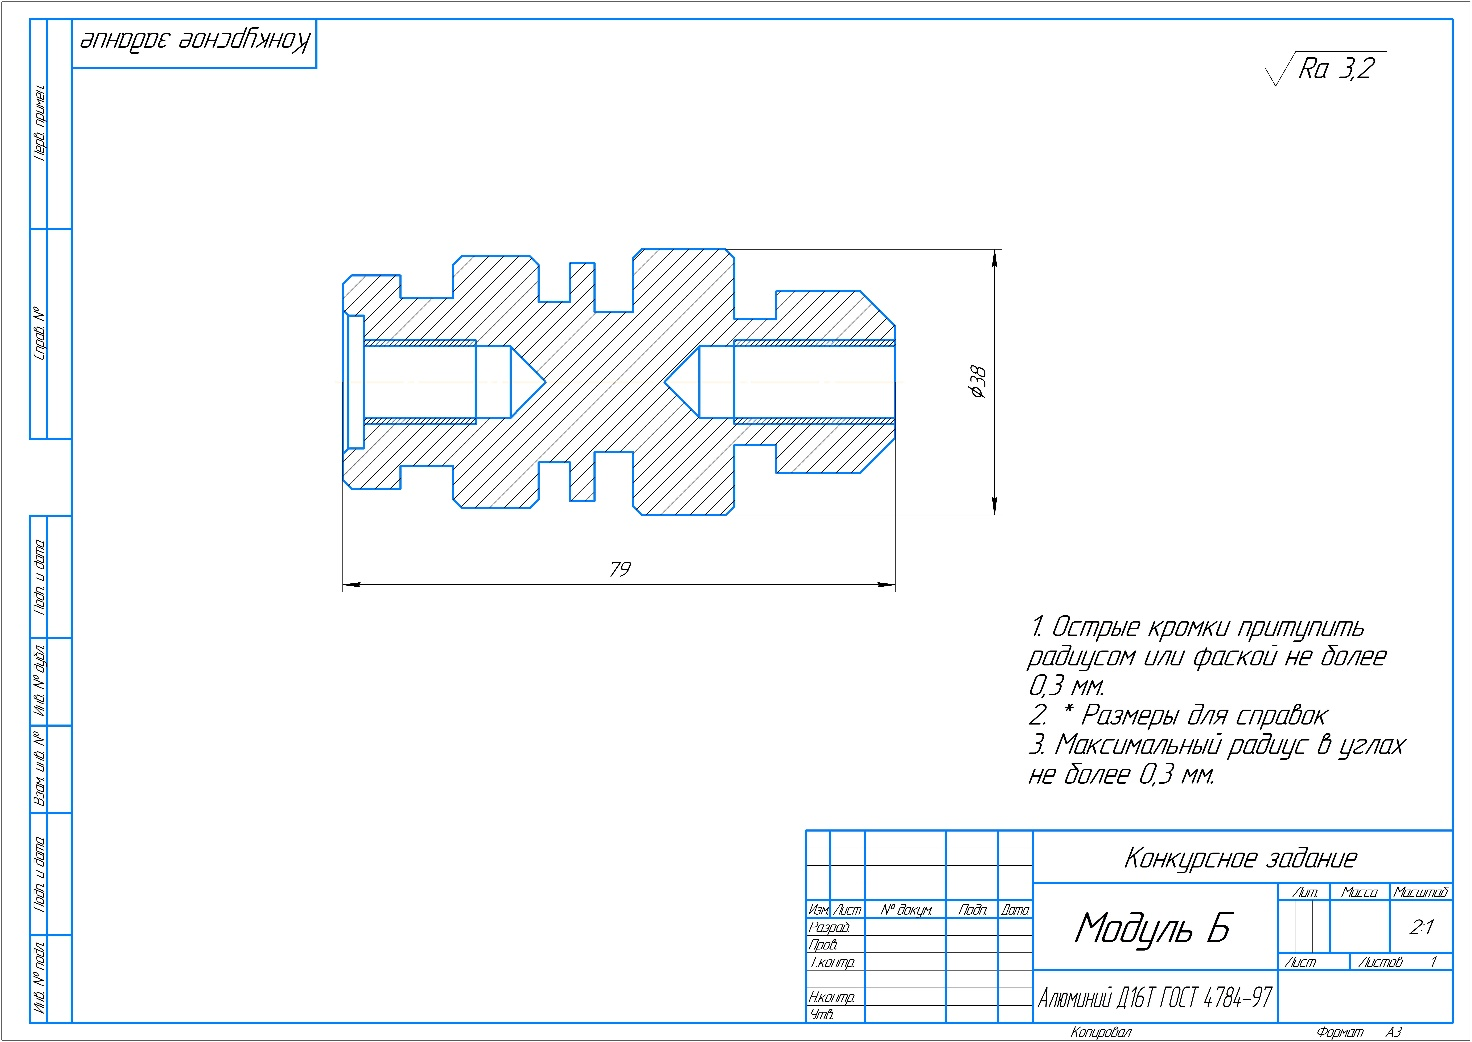 Конкурсное задание
Ra 3,2
Перв. примен.
Справ. №
Подп. и дата
Инв. № дубл.
Взам. инв. №
Подп. и дата
Инв. № подл.
⌀38
79
1. Острые кромки притупить
радиусом или фаской не более
0,3 мм.
2. * Размеры для справок
3. Максимальный радиус в углах
не более 0,3 мм.
Конкурсное задание
Изм. Лист № докум. Подп. Дата
Разраб.
Пров.
Т.контр.
Н.контр.
Утв.
Модуль Б
Лит. Масса Масштаб
2:1
Лист Листов 1
Алюминий Д16Т ГОСТ 4784-97
Копировал Формат А3